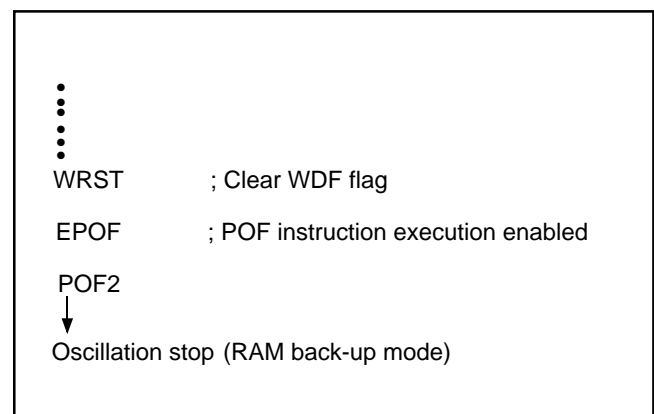 WRST ; Clear WDF flag
EPOF ; POF instruction execution enabled
POF2
Oscillation stop (RAM back-up mode)